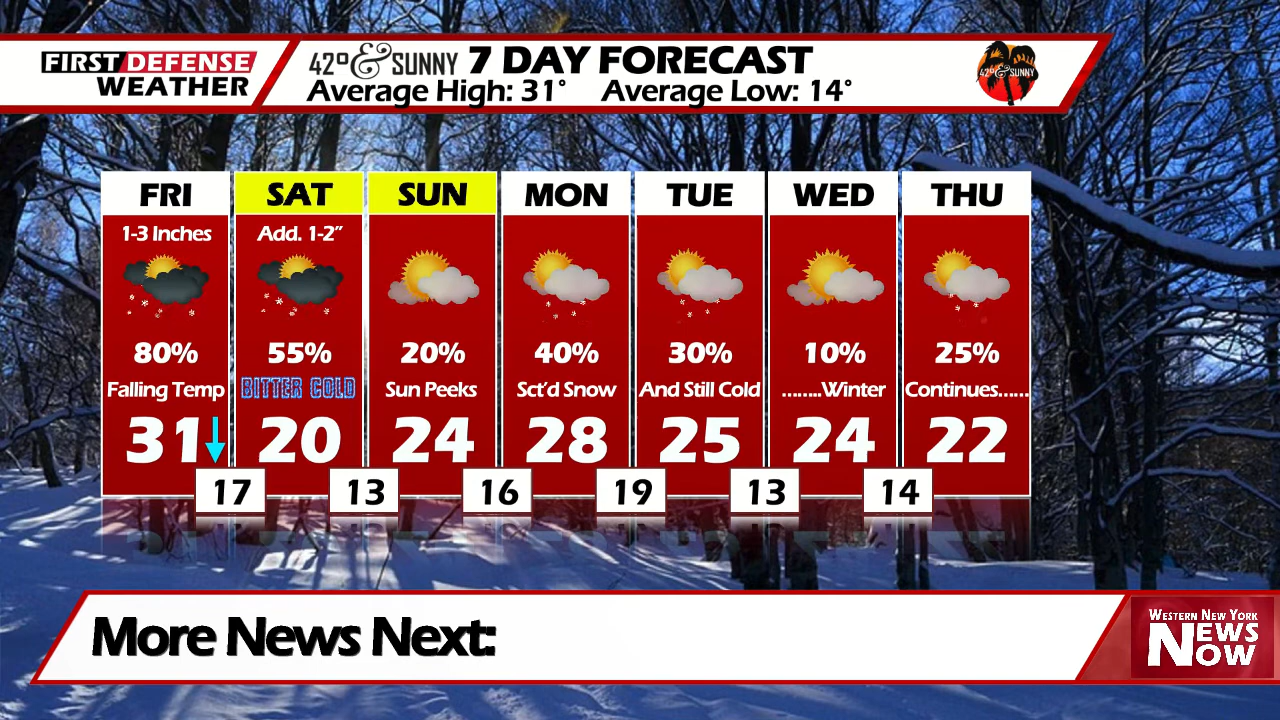 FIRST DEFENSE
WEATHER
42º & SUNNY 7 DAY FORECAST
Average High: 31° Average Low: 14°
42º & SUNNY
FRI SAT SUN MON TUE WED THU
1-3 Inches Add. 1-2”
80% 55% 20% 40% 30% 10% 25%
Falling Temp BITTER COLD Sun Peeks Sct'd Snow And Still Cold ........Winter Continues......
31 20 24 28 25 24 22
17 13 16 19 13 14
More News Next:
WESTERN NEW YORK
NEWS
NOW